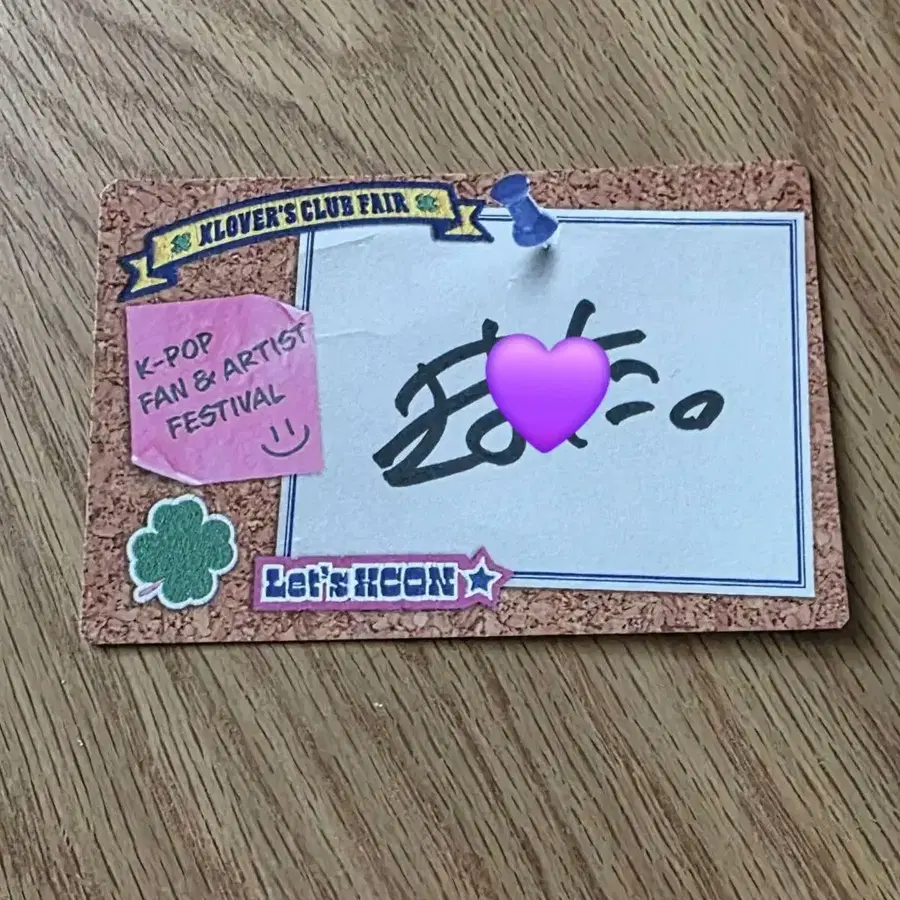 KLOVER'S CLUB FAIR
K-POP
FAN & ARTIST
FESTIVAL
Let's KCON